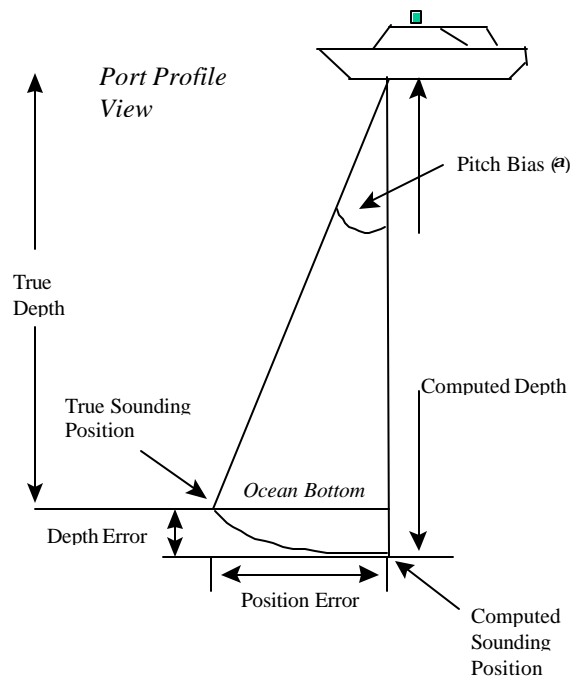 Port Profile
View
Pitch Bias (a)
True
Depth
Computed Depth
True Sounding
Position
Ocean Bottom
Depth Error
Position Error
Computed
Sounding
Position